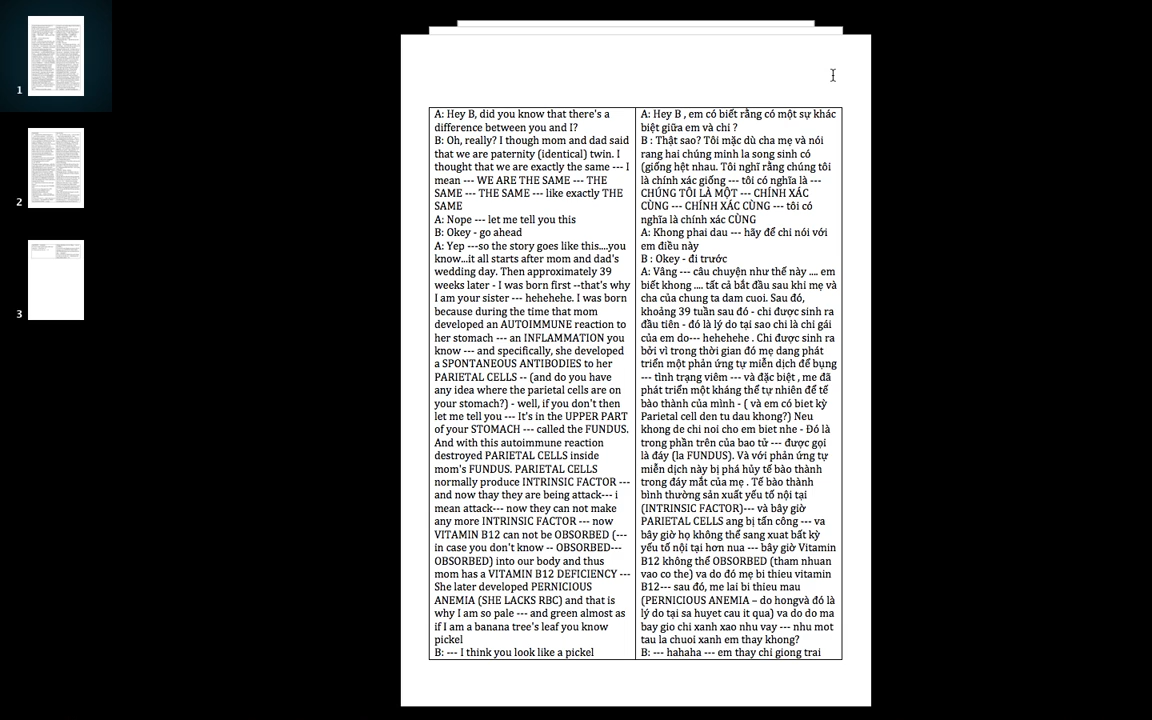 1
2
3
A: Hey B, did you know that there's a
difference between you and I?
B: Oh, really? I though mom and dad said
that we are paternity (identical) twin. I
thought that we are exactly the same --- I
mean --- WE ARE THE SAME --- THE
SAME --- THE SAME --- like exactly THE
SAME
A: Nope --- let me tell you this
B: Okey - go ahead
A: Yep ---so the story goes like this....you
know...it all starts after mom and dad's
wedding day. Then approximately 39
weeks later - I was born first --that's why
I am your sister --- hehehehe. I was born
because during the time that mom
developed an AUTOIMMUNE reaction to
her stomach --- an INFLAMMATION you
know --- and specifically, she developed
a SPONTANEOUS ANTIBODIES to her
PARIETAL CELLS -- (and do you have
any idea where the parietal cells are on
your stomach?) - well, if you don't then
let me tell you --- It's in the UPPER PART
of your STOMACH --- called the FUNDUS.
And with this autoimmune reaction
destroyed PARIETAL CELLS inside
mom's FUNDUS. PARIETAL CELLS
normally produce INTRINSIC FACTOR ---
and now thay they are being attack--- i
mean attack--- now they can not make
any more INTRINSIC FACTOR --- now
VITAMIN B12 can not be OBSORBED (---
in case you don't know -- OBSORBED---
OBSORBED) into our body and thus
mom has a VITAMIN B12 DEFICIENCY ---
She later developed PERNICIOUS
ANEMIA (SHE LACKS RBC) and that is
why I am so pale --- and green almost as
if I am a banana tree's leaf you know
pickel
B: --- I think you look like a pickel
A: Hey B , em có biết rằng có một sự khác
biệt giữa em và chi ?
B : Thật sao? Tôi mặc dù cha mẹ và nói
rang hai chúng minh la song sinh có
(giống hệt nhau. Tôi nghĩ rằng chúng tôi
là chính xác giống --- tôi có nghĩa là ---
CHÚNG TÔI LÀ MỘT --- CHÍNH XÁC
CÙNG --- CHÍNH XÁC CÙNG --- tôi có
nghĩa là chính xác CÙNG
A: Khong phai dau --- hãy để chi nói với
em điều này
B : Okey - đi trước
A: Vâng --- câu chuyện như thế này .... em
biết khong .... tất cả bắt đầu sau khi mẹ và
cha của chung ta dam cuoi. Sau đó,
khoảng 39 tuần sau đó - chi được sinh ra
đầu tiên - đó là lý do tại sao chi là chi gái
của em do--- hehehehe . Chi được sinh ra
bởi vì trong thời gian đó mẹ dang phát
triển một phản ứng tự miễn dịch để bụng
--- tình trạng viêm --- và đặc biệt , me đã
phát triển một kháng thể tự nhiên để tế
bào thành của mình - ( và em có biet kỳ
Parietal cell den tu dau khong?) Neu
khong de chi noi cho em biet nhe - Đó là
trong phần trên của bao tử --- được gọi
là đáy (la FUNDUS). Và với phản ứng tự
miễn dịch này bị phá hủy tế bào thành
trong đáy mắt của mẹ . Tế bào thành
bình thường sản xuất yếu tố nội tại
(INTRINSIC FACTOR)--- và bây giờ
PARIETAL CELLS ang bị tấn công --- va
bây giờ họ không thể sang xuat bất kỳ
yếu tố nội tại hơn nua --- bây giờ Vitamin
B12 không thể OBSORBED (tham nhuan
vao co the) va do đó mẹ bi thieu vitamin
B12--- sau đó, me lai bi thieu mau
(PERNICIOUS ANEMIA – do hongvà đó là
lý do tại sa huyet cau it qua) va do do ma
bay gio chi xanh xao nhu vay --- nhu mot
tau la chuoi xanh em thay khong?
B: --- hahaha --- em thay chi giong trai